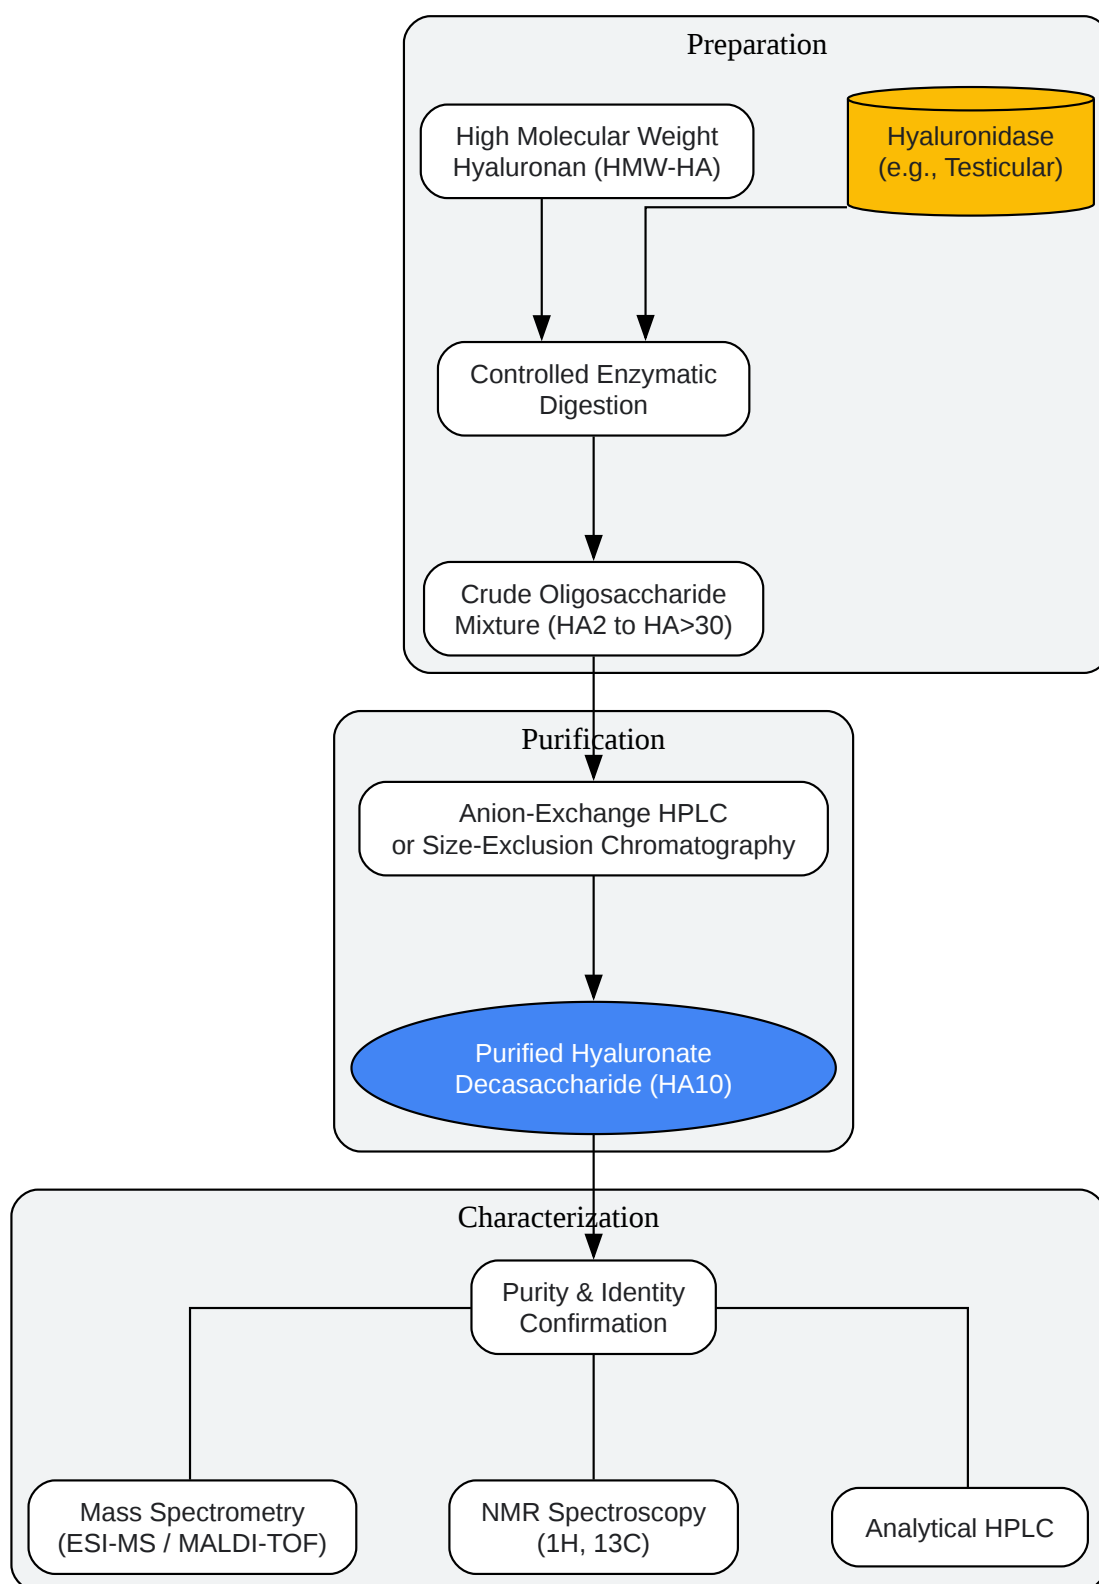 Preparation
High Molecular Weight
Hyaluronan (HMW-HA)
Hyaluronidase
(e.g., Testicular)
Controlled Enzymatic
Digestion
Crude Oligosaccharide
Mixture (HA2 to HA>30)
Purification
Anion-Exchange HPLC
or Size-Exclusion Chromatography
Purified Hyaluronate
Decasaccharide (HA10)
Characterization
Purity & Identity
Confirmation
Mass Spectrometry
(ESI-MS / MALDI-TOF)
NMR Spectroscopy
(1H, 13C)
Analytical HPLC